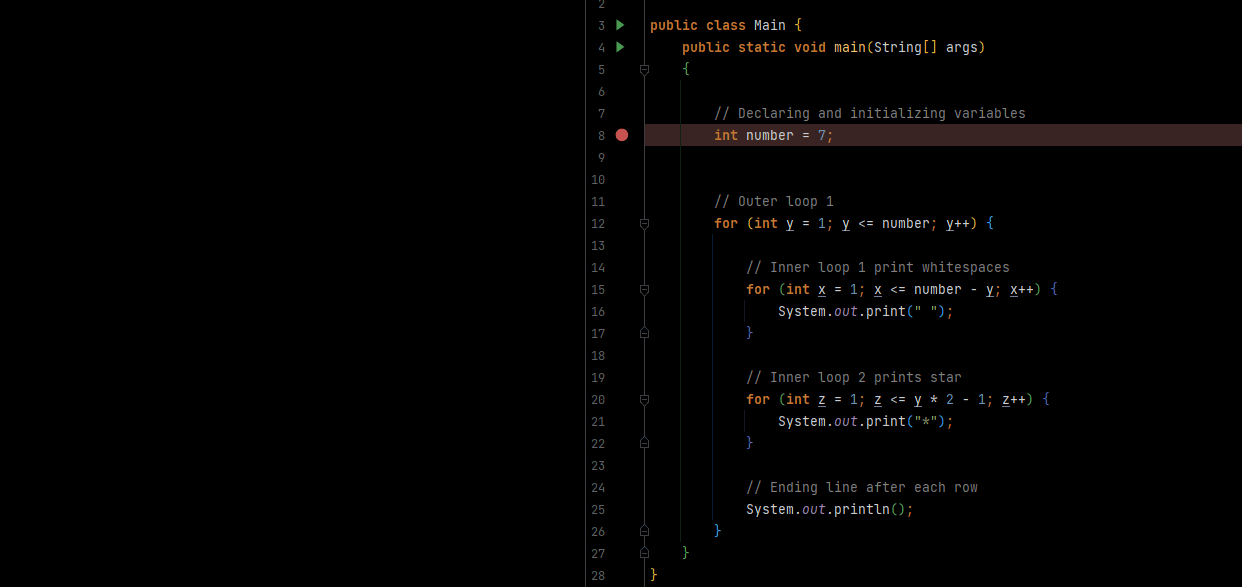 2
3 public class Main {
4 public static void main(String[] args)
5 {
6
7 // Declaring and initializing variables
8 int number = 7;
9
10
11 // Outer loop 1
12 for (int y = 1; y <= number; y++) {
13
14 // Inner loop 1 print whitespaces
15 for (int x = 1; x <= number - y; x++) {
16 System.out.print(" ");
17 }
18
19 // Inner loop 2 prints star
20 for (int z = 1; z <= y * 2 - 1; z++) {
21 System.out.print("*");
22 }
23
24 // Ending line after each row
25 System.out.println();
26 }
27 }
28 }